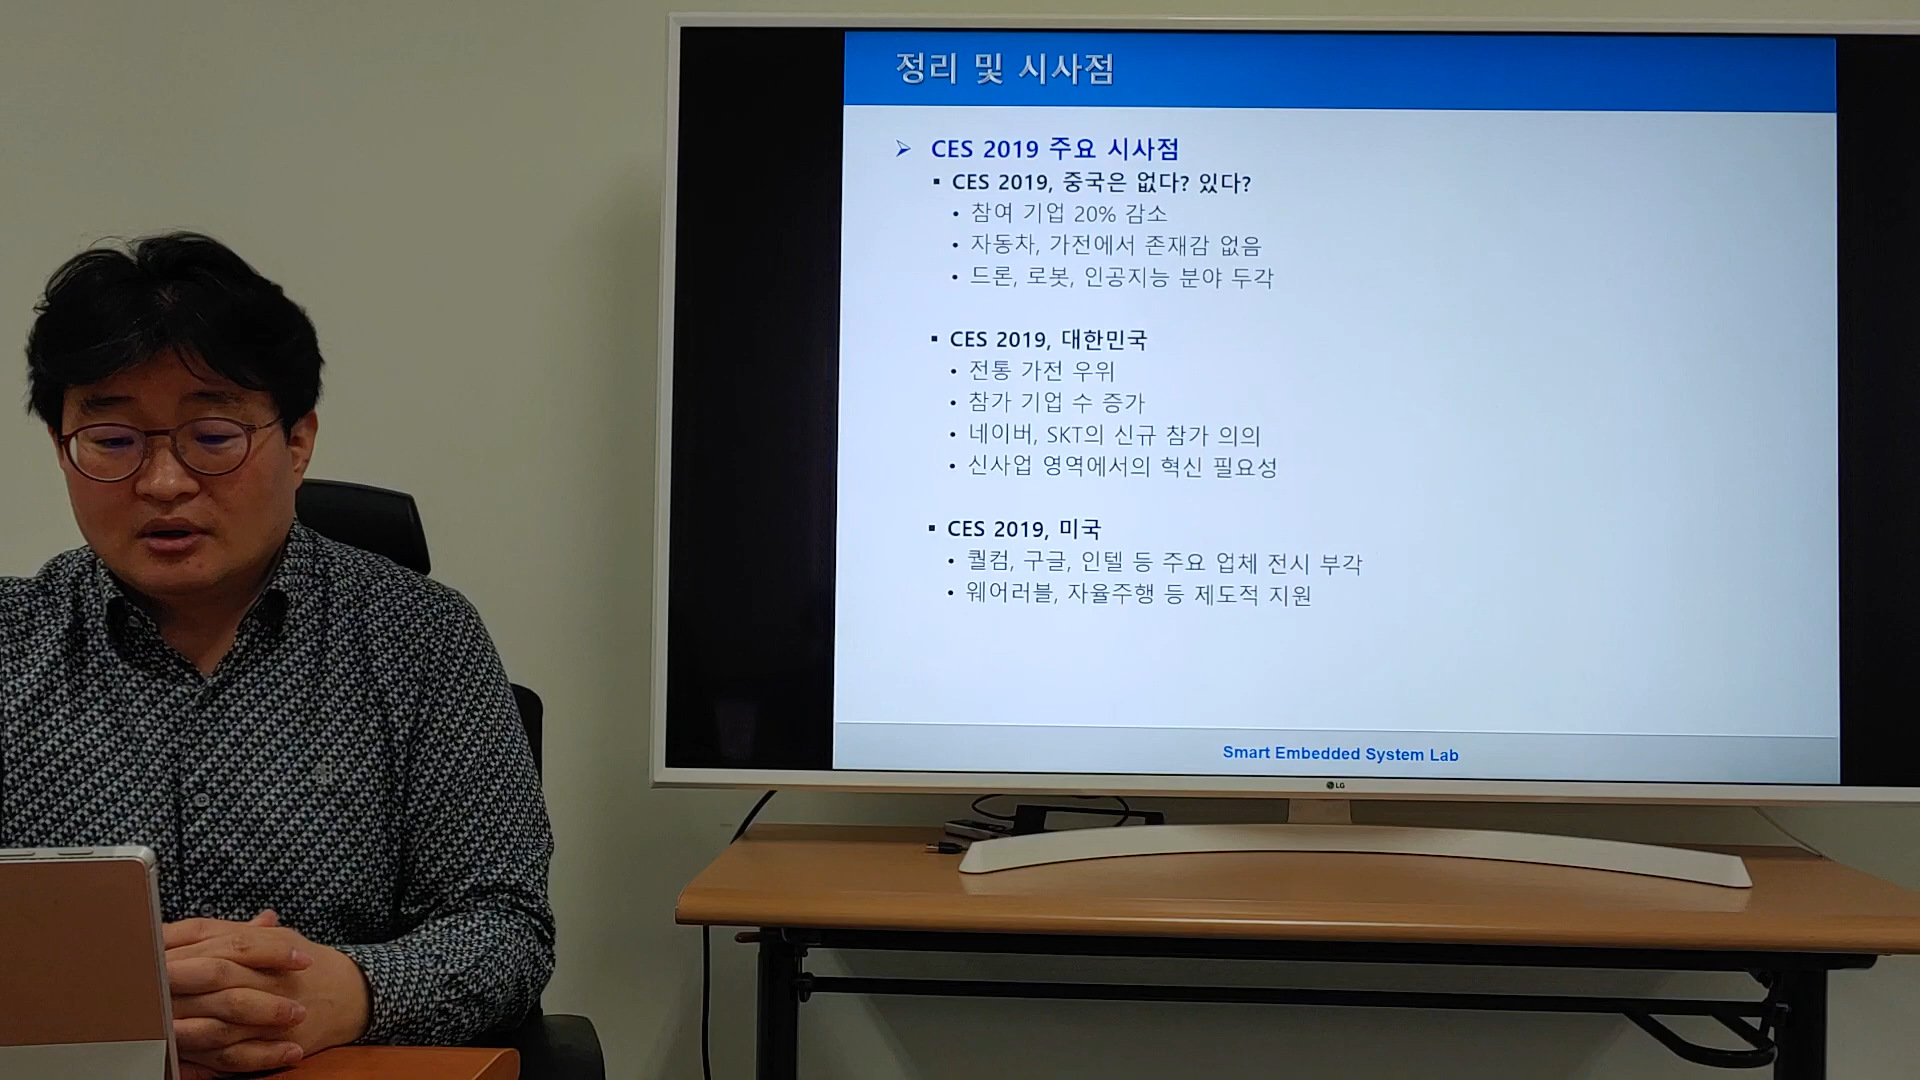 정리 및 시사점
➢ CES 2019 주요 시사점
▪ CES 2019, 중국은 없다? 있다?
• 참여 기업 20% 감소
• 자동차, 가전에서 존재감 없음
• 드론, 로봇, 인공지능 분야 두각
▪ CES 2019, 대한민국
• 전통 가전 우위
• 참가 기업 수 증가
• 네이버, SKT의 신규 참가 의의
• 신사업 영역에서의 혁신 필요성
▪ CES 2019, 미국
• 퀄컴, 구글, 인텔 등 주요 업체 전시 부각
• 웨어러블, 자율주행 등 제도적 지원
Smart Embedded System Lab
LG